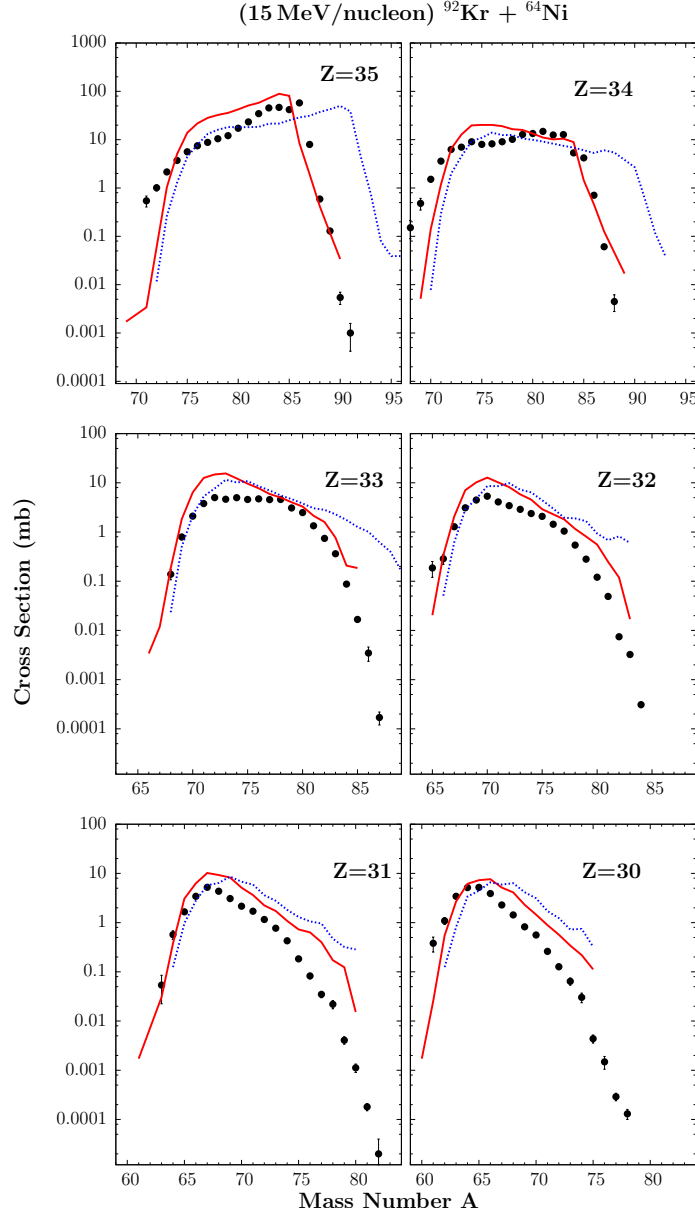 (15 MeV/nucleon) ⁹²Kr + ⁶⁴Ni
Cross Section (mb)
1000
100
10
1
0.1
0.01
0.001
0.0001
Z=35
70 75 80 85 90 95
Z=34
70 75 80 85 90 95
100
10
1
0.1
0.01
0.001
0.0001
Z=33
65 70 75 80 85
Z=32
65 70 75 80 85
100
10
1
0.1
0.01
0.001
0.0001
Z=31
60 65 70 75 80
Z=30
60 65 70 75 80
Mass Number A